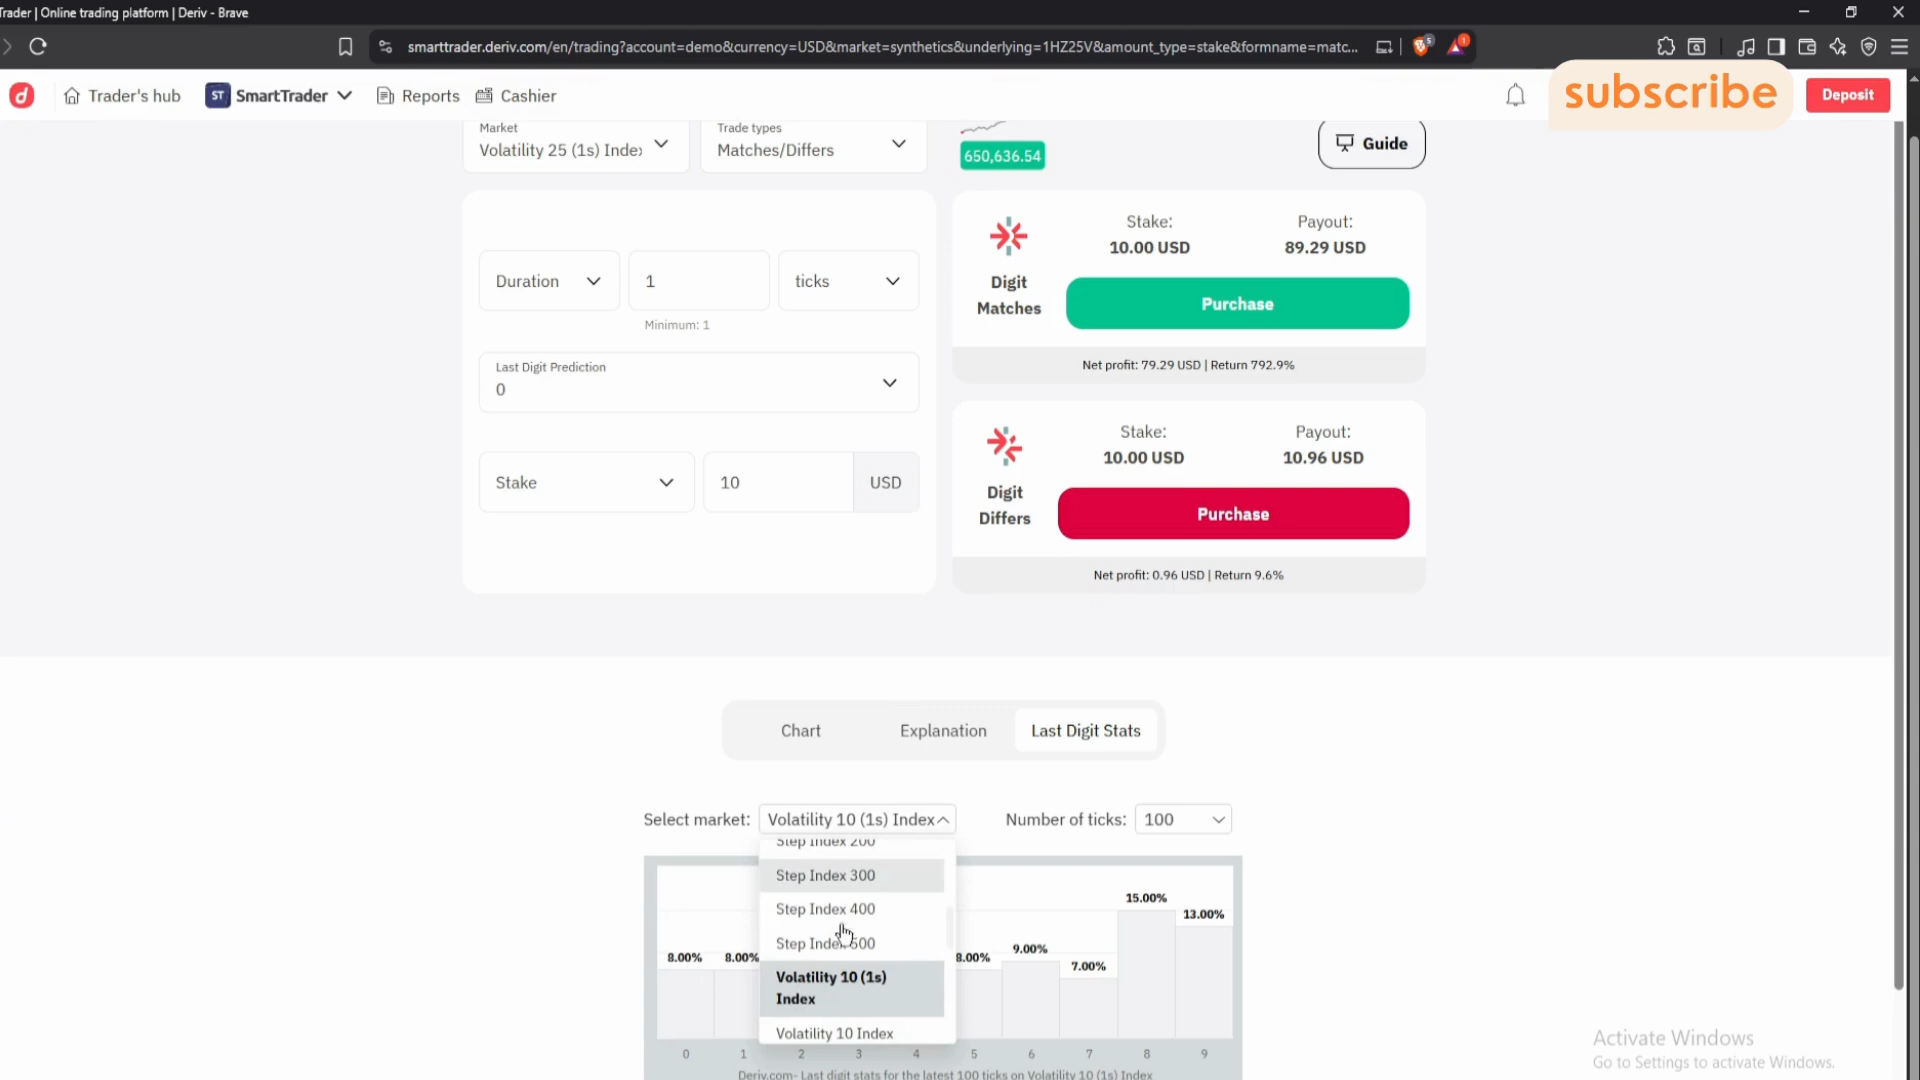 Trader | Online trading platform | Deriv - Brave
smarttrader.deriv.com/en/trading?account=demo&currency=USD&market=synthetics&underlying=1HZ25V&amount_type=stake&formname=matc...
5
1
Trader's hub
ST SmartTrader
Reports
Cashier
subscribe
Deposit
Market
Volatility 25 (1s) Inde
Trade types
Matches/Differs
650,636.54
Guide
Duration
1
ticks
Minimum: 1
Last Digit Prediction
0
Stake
10
USD
Digit
Matches
Stake:
10.00 USD
Payout:
89.29 USD
Purchase
Net profit: 79.29 USD | Return 792.9%
Digit
Differs
Stake:
10.00 USD
Payout:
10.96 USD
Purchase
Net profit: 0.96 USD | Return 9.6%
Chart
Explanation
Last Digit Stats
Select market:
Volatility 10 (1s) Index
Number of ticks:
100
Step Index 200
Step Index 300
Step Index 400
Step Index 500
Volatility 10 (1s)
Index
Volatility 10 Index
8.00%
8.00%
8.00%
9.00%
7.00%
15.00%
13.00%
0 1 2 3 4 5 6 7 8 9
Deriv.com- Last digit stats for the latest 100 ticks on Volatility 10 (1s) Index
Activate Windows
Go to Settings to activate Windows.